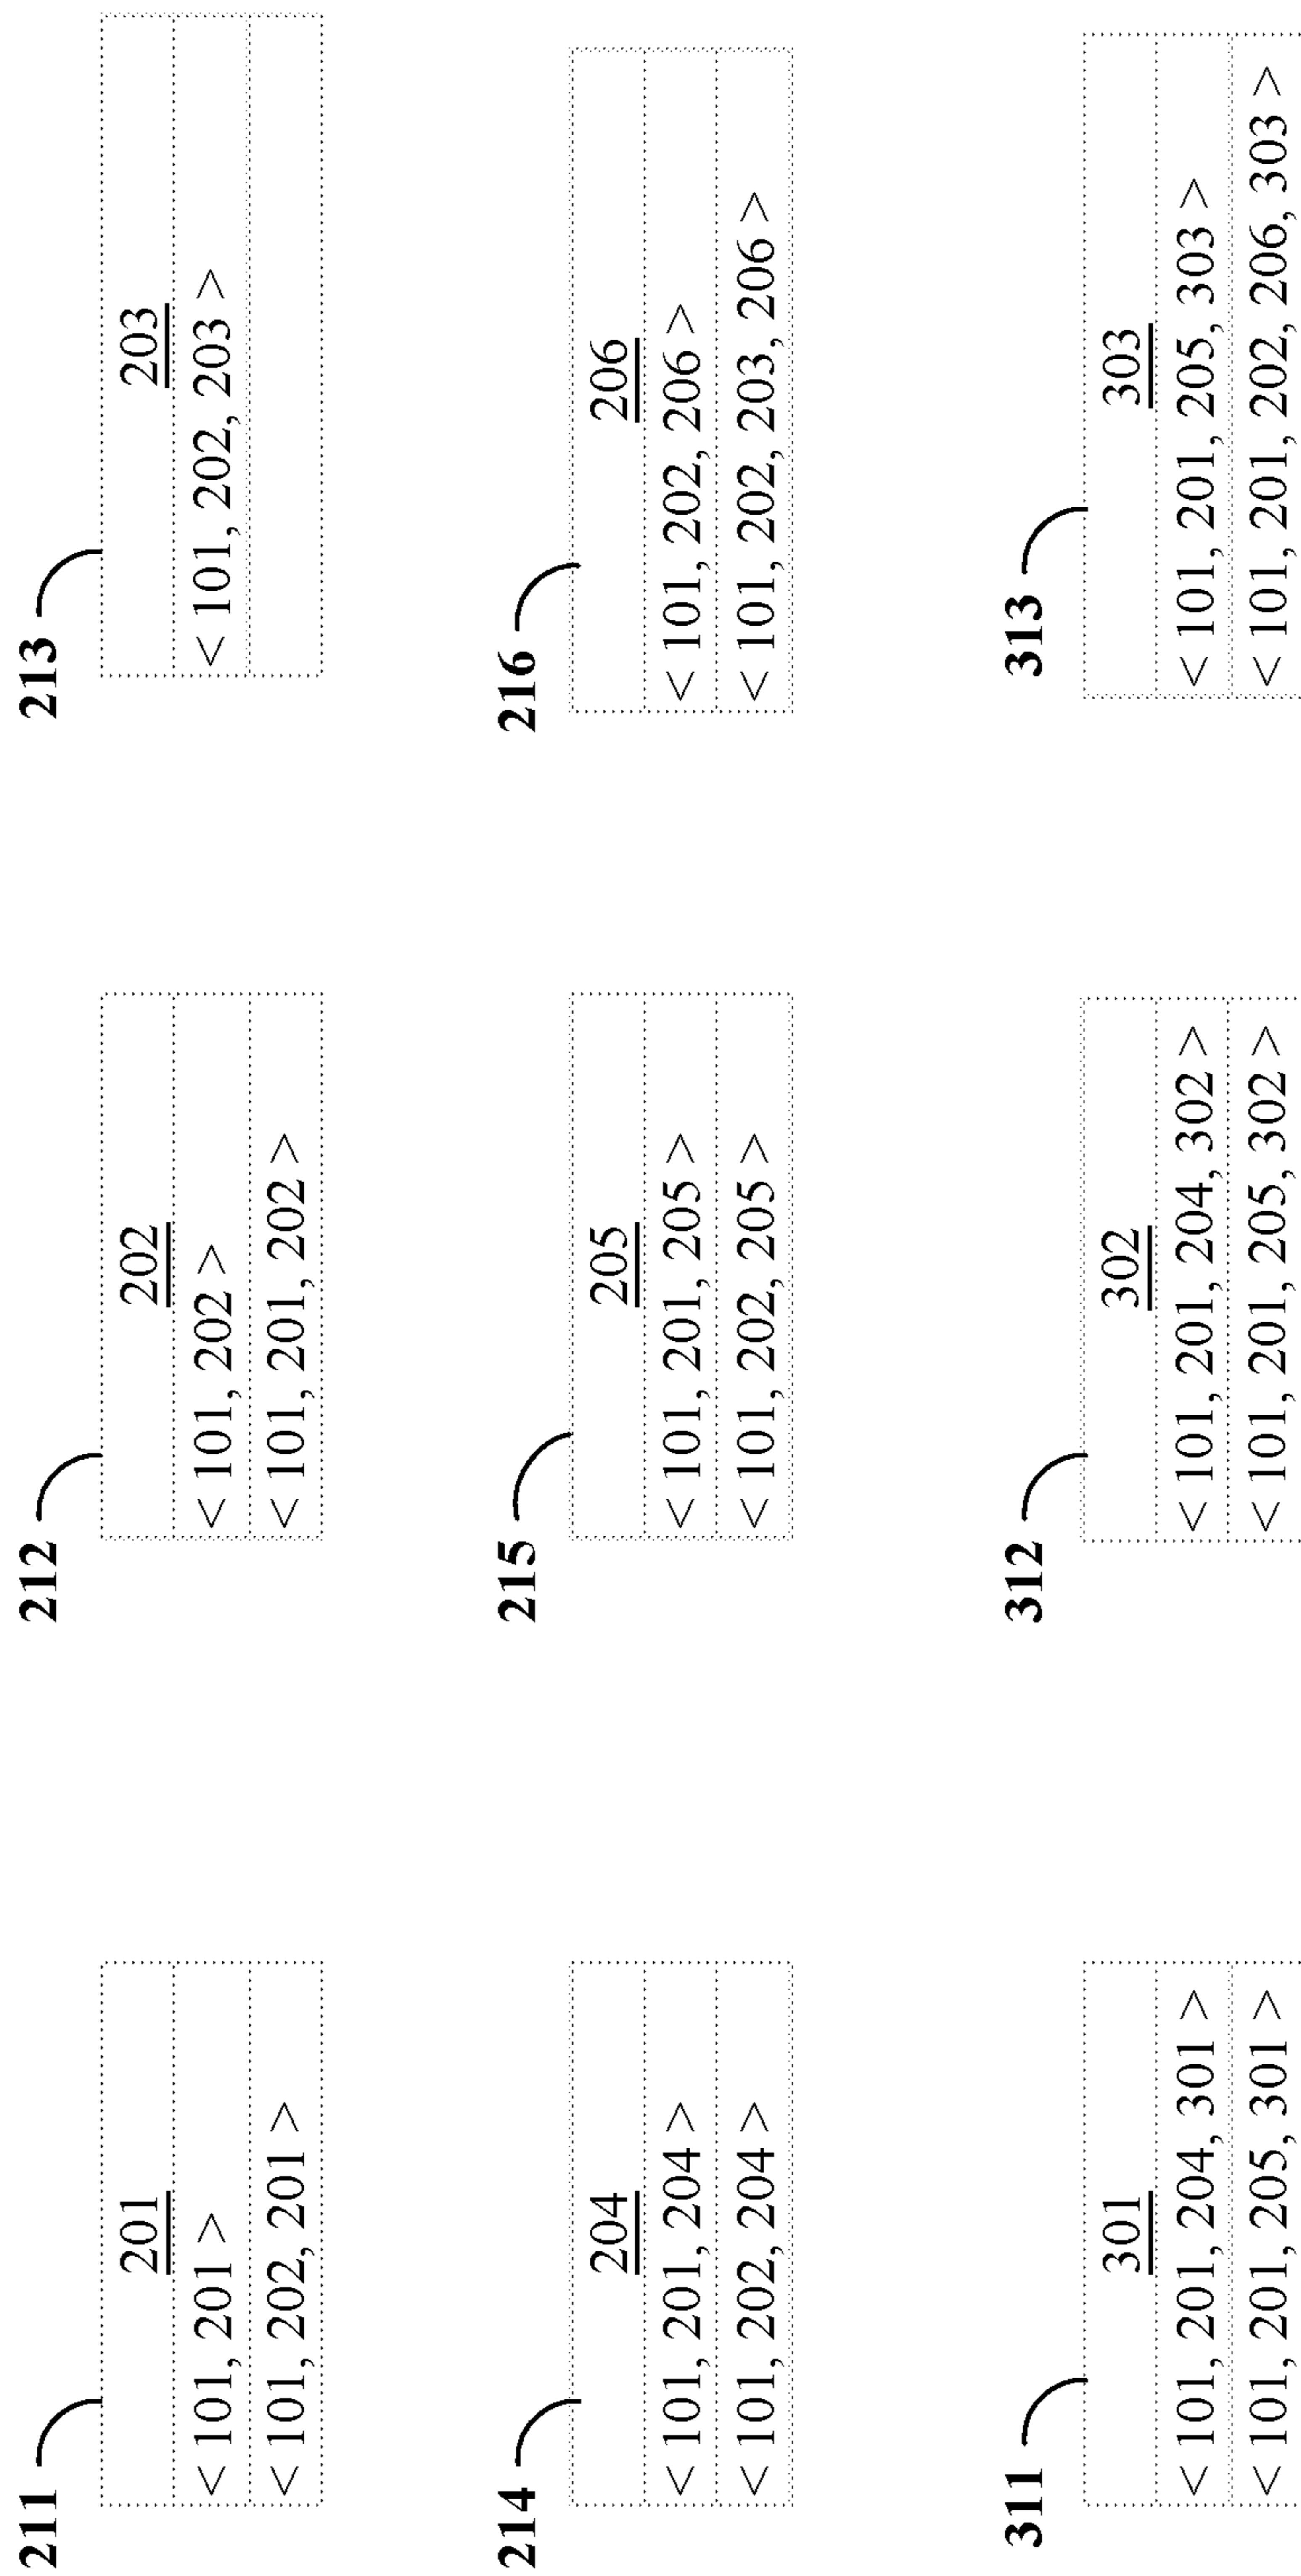 211
201
< 101, 201 >
< 101, 202, 201 >
212
202
< 101, 202 >
< 101, 201, 202 >
213
203
< 101, 202, 203 >
214
204
< 101, 201, 204 >
< 101, 202, 204 >
215
205
< 101, 201, 205 >
< 101, 202, 205 >
216
206
< 101, 202, 206 >
< 101, 202, 203, 206 >
311
301
< 101, 201, 204, 301 >
< 101, 201, 205, 301 >
312
302
< 101, 201, 204, 302 >
< 101, 201, 205, 302 >
313
303
< 101, 201, 205, 303 >
< 101, 201, 202, 206, 303 >